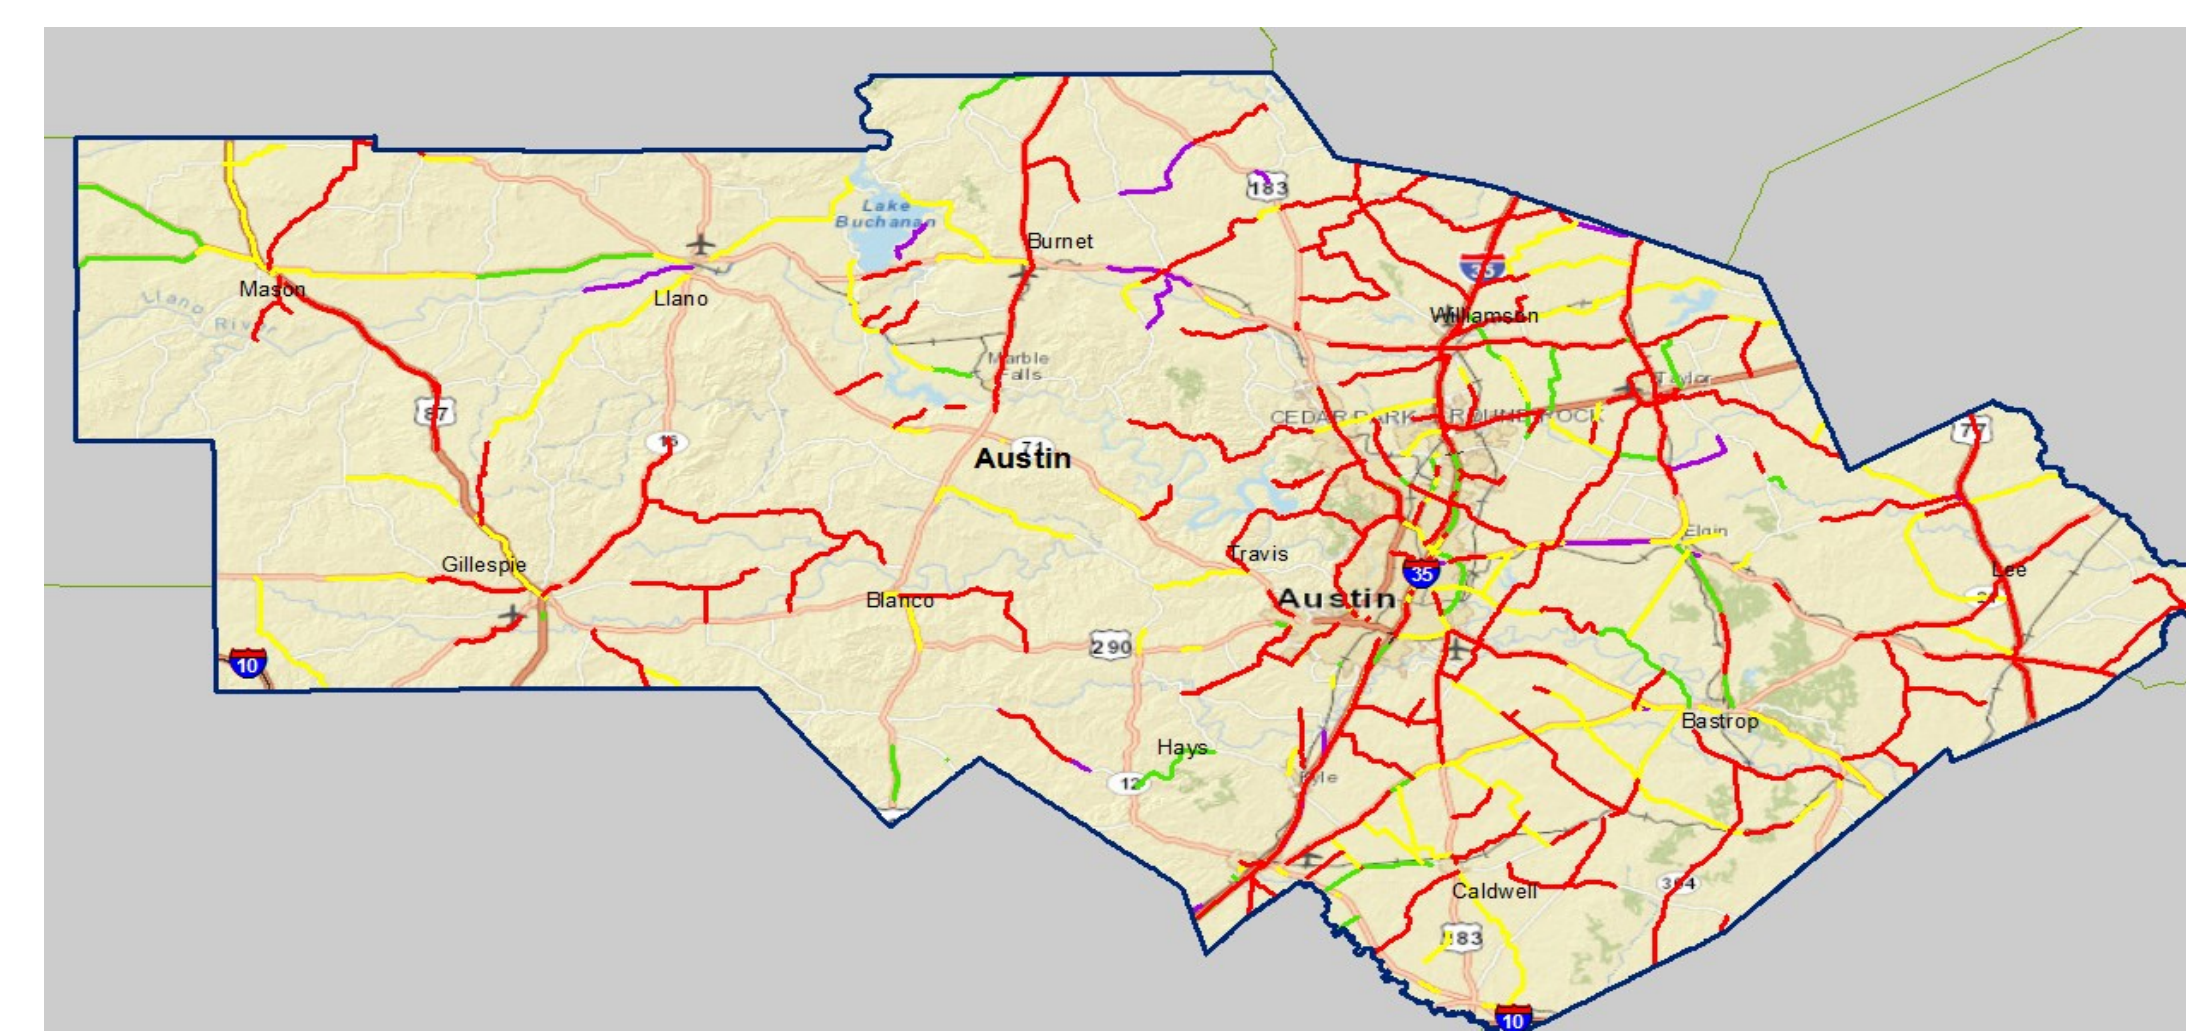 183
Lake
Buchanan
Burnet
35
Mason
Llano
Llano
River
Williamson
Marble
Falls
Taylor
87
CEDAR PARK
ROUND ROCK
77
16
71
Austin
Elgin
Gillespie
Travis
35
Lee
Blanco
Austin
21
290
10
Bastrop
Hays
12
Kyle
Caldwell
304
183
10